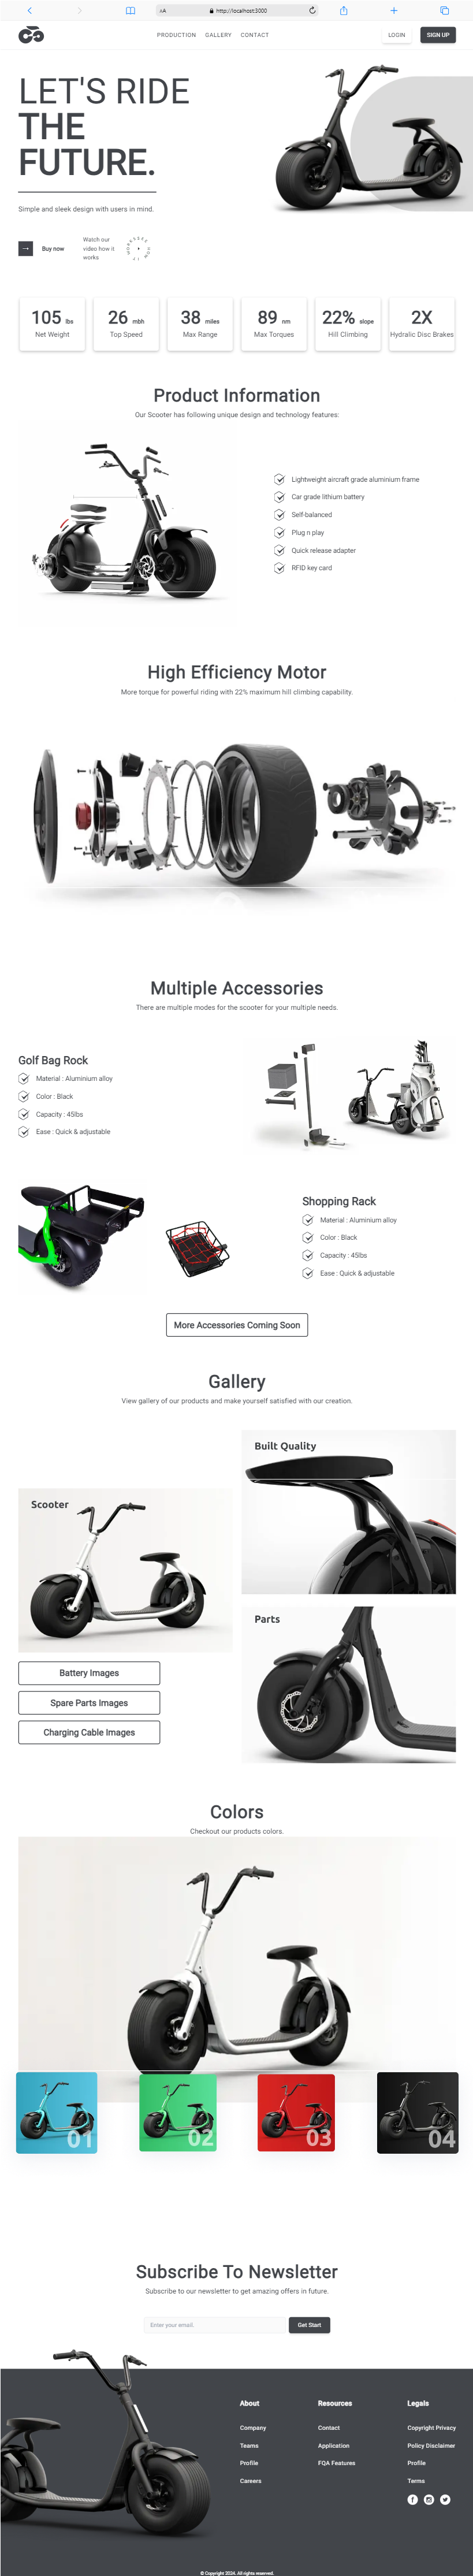 AA
http://localhost:3000
PRODUCTION GALLERY CONTACT
LOGIN
SIGN UP
LET'S RIDE
THE
FUTURE.
Simple and sleek design with users in mind.
Buy now
Watch our
video how it
works
105 lbs
Net Weight
26 mbh
Top Speed
38 miles
Max Range
89 nm
Max Torques
22% slope
Hill Climbing
2X
Hydralic Disc Brakes
Product Information
Our Scooter has following unique design and technology features:
Lightweight aircraft grade aluminium frame
Car grade lithium battery
Self-balanced
Plug n play
Quick release adapter
RFID key card
High Efficiency Motor
More torque for powerful riding with 22% maximum hill climbing capability.
Multiple Accessories
There are multiple modes for the scooter for your multiple needs.
Golf Bag Rock
Material : Aluminium alloy
Color : Black
Capacity : 45lbs
Ease : Quick & adjustable
Shopping Rack
Material : Aluminium alloy
Color : Black
Capacity : 45lbs
Ease : Quick & adjustable
More Accessories Coming Soon
Gallery
View gallery of our products and make yourself satisfied with our creation.
Built Quality
Scooter
Parts
Battery Images
Spare Parts Images
Charging Cable Images
Colors
Checkout our products colors.
01
02
03
04
Subscribe To Newsletter
Subscribe to our newsletter to get amazing offers in future.
Enter your email.
Get Start
About
Company
Teams
Profile
Careers
Resources
Contact
Application
FQA Features
Legals
Copyright Privacy
Policy Disclaimer
Profile
Terms
© Copyright 2024. All rights reserved.